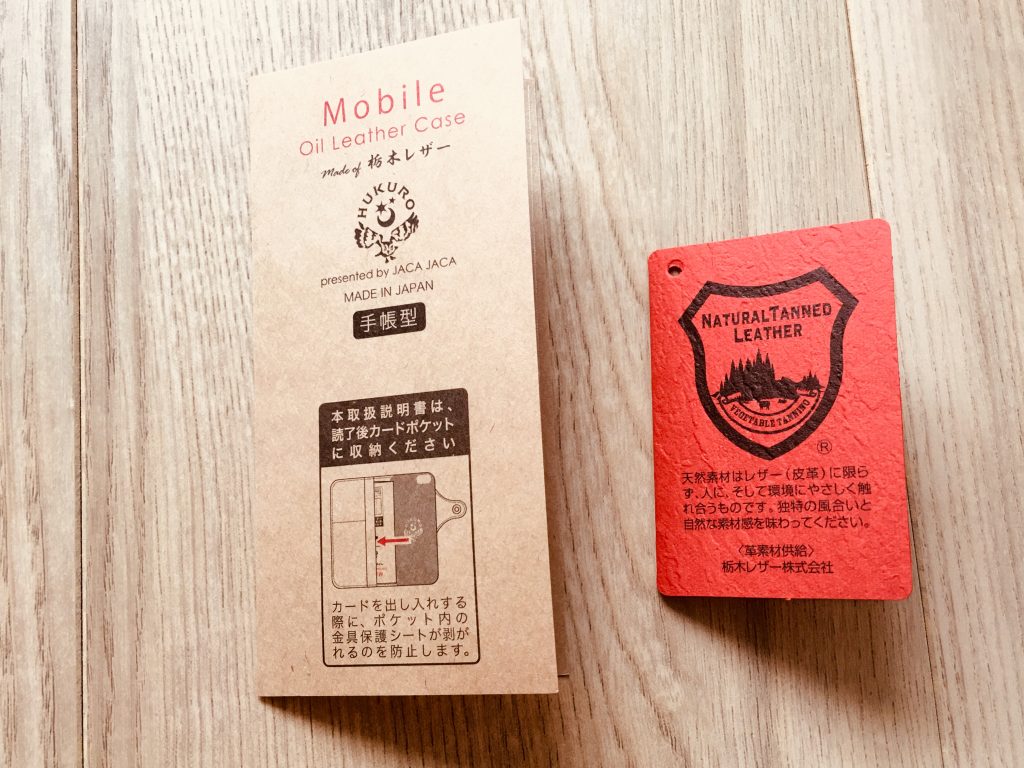 Mobile
Oil Leather Case
Made of 栃木レザー
HUKURO
presented by JACA JACA
MADE IN JAPAN
手帳型
本取扱説明書は、
読了後カードポケット
に収納ください
カードを出し入れする
際に、ポケット内の
金具保護シートが剥が
れるのを防止します。
NATURALTANNED
LEATHER
VEGETABLE TANNING
®
天然素材はレザー（皮革）に限ら
ず、人に、そして環境にやさしく触
れ合うものです。独特の風合いと
自然な素材感を味わってください。
〈革素材供給〉
栃木レザー株式会社